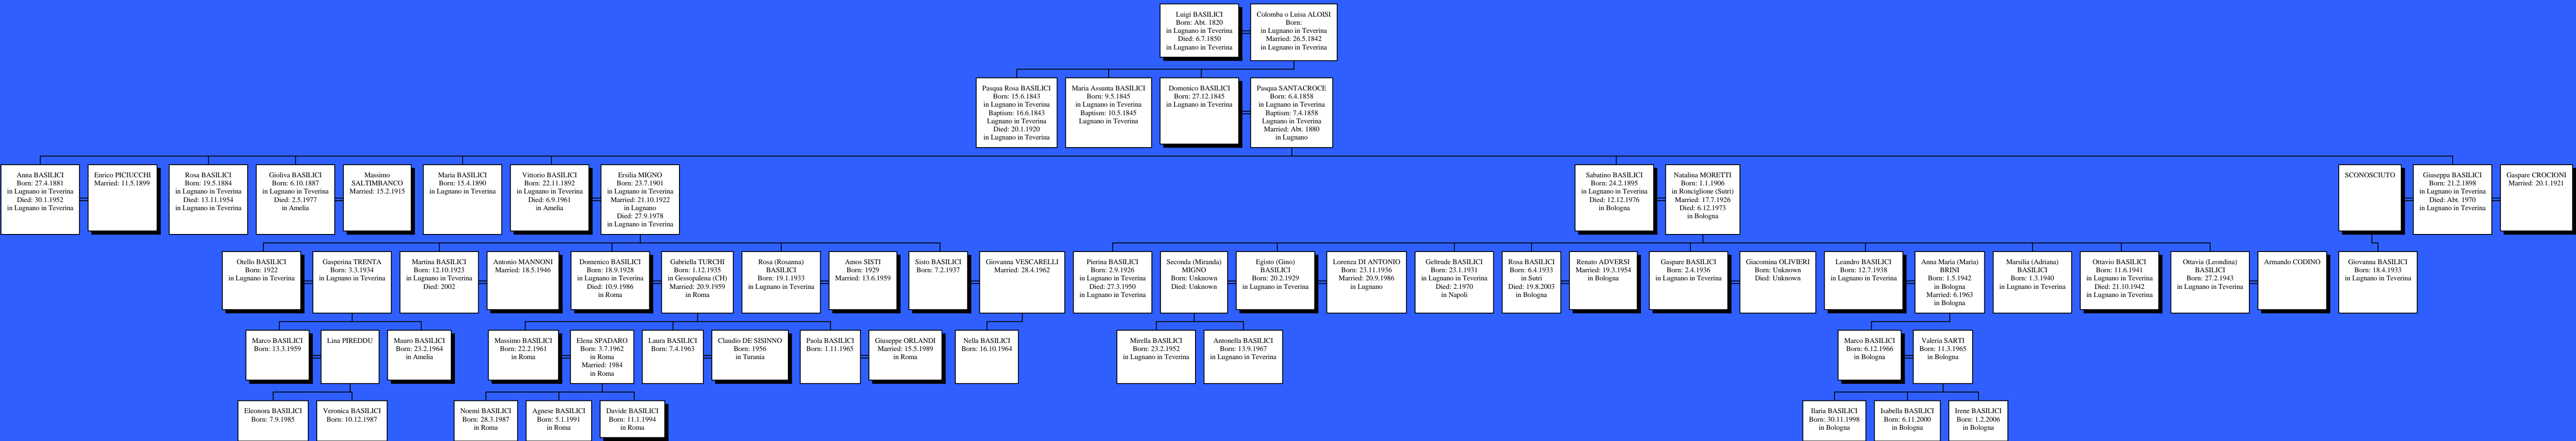 Luigi BASILICI
Born: Abt. 1820
in Lugnano in Teverina
Died: 6.7.1850
in Lugnano in Teverina
Colomba o Luisa ALOISI
Born:
in Lugnano in Teverina
Married: 26.5.1842
in Lugnano in Teverina
Pasqua Rosa BASILICI
Born: 15.6.1843
in Lugnano in Teverina
Baptism: 16.6.1843
Lugnano in Teverina
Died: 20.1.1920
in Lugnano in Teverina
Maria Assunta BASILICI
Born: 9.5.1845
in Lugnano in Teverina
Baptism: 10.5.1845
Lugnano in Teverina
Domenico BASILICI
Born: 27.12.1845
in Lugnano in Teverina
Pasqua SANTACROCE
Born: 6.4.1858
in Lugnano in Teverina
Baptism: 7.4.1858
Lugnano in Teverina
Married: Abt. 1880
in Lugnano
Anna BASILICI
Born: 27.4.1881
in Lugnano in Teverina
Died: 30.1.1952
in Lugnano in Teverina
Enrico PICIUCCHI
Married: 11.5.1899
Rosa BASILICI
Born: 19.5.1884
in Lugnano in Teverina
Died: 13.11.1954
in Lugnano in Teverina
Gioliva BASILICI
Born: 6.10.1887
in Lugnano in Teverina
Died: 2.5.1977
in Amelia
Massimo
SALTIMBANCO
Married: 15.2.1915
Maria BASILICI
Born: 15.4.1890
in Lugnano in Teverina
Vittorio BASILICI
Born: 22.11.1892
in Lugnano in Teverina
Died: 6.9.1961
in Amelia
Ersilia MIGNO
Born: 23.7.1901
in Lugnano in Teverina
Married: 21.10.1922
in Lugnano
Died: 27.9.1978
in Lugnano in Teverina
Sabatino BASILICI
Born: 24.2.1895
in Lugnano in Teverina
Died: 12.12.1976
in Bologna
Natalina MORETTI
Born: 1.1.1906
in Ronciglione (Sutri)
Married: 17.7.1926
Died: 6.12.1973
in Bologna
SCONOSCIUTO
Giuseppa BASILICI
Born: 21.2.1898
in Lugnano in Teverina
Died: Abt. 1970
in Lugnano in Teverina
Gaspare CROCIONI
Married: 20.1.1921
Otello BASILICI
Born: 1922
in Lugnano in Teverina
Gasperina TRENTA
Born: 3.3.1934
in Lugnano in Teverina
Martina BASILICI
Born: 12.10.1923
in Lugnano in Teverina
Died: 2002
Antonio MANNONI
Married: 18.5.1946
Domenico BASILICI
Born: 18.9.1928
in Lugnano in Teverina
Died: 10.9.1986
in Roma
Gabriella TURCHI
Born: 1.12.1935
in Gessopalena (CH)
Married: 20.9.1959
in Roma
Rosa (Rosanna)
BASILICI
Born: 19.1.1933
in Lugnano in Teverina
Amos SISTI
Born: 1929
Married: 13.6.1959
Sisto BASILICI
Born: 7.2.1937
Giovanna VESCARELLI
Married: 28.4.1962
Pierina BASILICI
Born: 2.9.1926
in Lugnano in Teverina
Died: 27.3.1950
in Lugnano in Teverina
Seconda (Miranda)
MIGNO
Born: Unknown
Died: Unknown
Egisto (Gino)
BASILICI
Born: 20.2.1929
in Lugnano in Teverina
Lorenza DI ANTONIO
Born: 23.11.1936
in Lugnano in Teverina
Married: 20.9.1986
in Lugnano
Geltrude BASILICI
Born: 23.1.1931
in Lugnano in Teverina
Died: 2.1970
in Napoli
Rosa BASILICI
Born: 6.4.1933
in Sutri
Died: 19.8.2003
in Bologna
Renato ADVERSI
Married: 19.3.1954
in Bologna
Gaspare BASILICI
Born: 2.4.1936
in Lugnano in Teverina
Giacomina OLIVIERI
Born: Unknown
Died: Unknown
Leandro BASILICI
Born: 12.7.1938
in Lugnano in Teverina
Anna Maria (Maria)
BRINI
Born: 1.5.1942
in Bologna
Married: 6.1963
in Bologna
Marsilia (Adriana)
BASILICI
Born: 1.3.1940
in Lugnano in Teverina
Ottavio BASILICI
Born: 11.6.1941
in Lugnano in Teverina
Died: 21.10.1942
in Lugnano in Teverina
Ottavia (Leondina)
BASILICI
Born: 27.2.1943
in Lugnano in Teverina
Armando CODINO
Giovanna BASILICI
Born: 18.4.1933
in Lugnano in Teverina
Marco BASILICI
Born: 13.3.1959
Lina PIREDDU
Mauro BASILICI
Born: 23.2.1964
in Amelia
Massimo BASILICI
Born: 22.2.1961
in Roma
Elena SPADARO
Born: 3.7.1962
in Roma
Married: 1984
in Roma
Laura BASILICI
Born: 7.4.1963
Claudio DE SISINNO
Born: 1956
in Turania
Paola BASILICI
Born: 1.11.1965
Giuseppe ORLANDI
Married: 15.5.1989
in Roma
Nella BASILICI
Born: 16.10.1964
Mirella BASILICI
Born: 23.2.1952
in Lugnano in Teverina
Antonella BASILICI
Born: 13.9.1967
in Lugnano in Teverina
Marco BASILICI
Born: 6.12.1966
in Bologna
Valeria SARTI
Born: 11.3.1965
in Bologna
Eleonora BASILICI
Born: 7.9.1985
Veronica BASILICI
Born: 10.12.1987
Noemi BASILICI
Born: 28.3.1987
in Roma
Agnese BASILICI
Born: 5.1.1991
in Roma
Davide BASILICI
Born: 11.1.1994
in Roma
Ilaria BASILICI
Born: 30.11.1998
in Bologna
Isabella BASILICI
Born: 6.11.2000
in Bologna
Irene BASILICI
Born: 1.2.2006
in Bologna